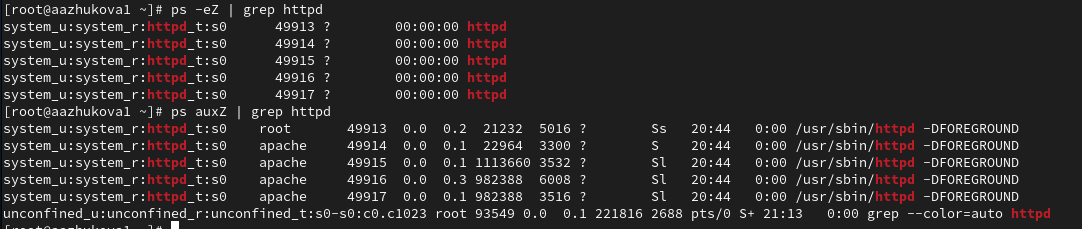 [root@aazhukova1 ~]# ps -eZ | grep httpd
system_u:system_r:httpd_t:s0      49913 ?        00:00:00 httpd
system_u:system_r:httpd_t:s0      49914 ?        00:00:00 httpd
system_u:system_r:httpd_t:s0      49915 ?        00:00:00 httpd
system_u:system_r:httpd_t:s0      49916 ?        00:00:00 httpd
system_u:system_r:httpd_t:s0      49917 ?        00:00:00 httpd
[root@aazhukova1 ~]# ps auxZ | grep httpd
system_u:system_r:httpd_t:s0    root       49913  0.0  0.2  21232  5016 ?        Ss   20:44   0:00 /usr/sbin/httpd -DFOREGROUND
system_u:system_r:httpd_t:s0    apache     49914  0.0  0.1  22964  3300 ?        S    20:44   0:00 /usr/sbin/httpd -DFOREGROUND
system_u:system_r:httpd_t:s0    apache     49915  0.0  0.1 1113660 3532 ?        Sl   20:44   0:00 /usr/sbin/httpd -DFOREGROUND
system_u:system_r:httpd_t:s0    apache     49916  0.0  0.3 982388  6008 ?        Sl   20:44   0:00 /usr/sbin/httpd -DFOREGROUND
system_u:system_r:httpd_t:s0    apache     49917  0.0  0.1 982388  3516 ?        Sl   20:44   0:00 /usr/sbin/httpd -DFOREGROUND
unconfined_u:unconfined_r:unconfined_t:s0-s0:c0.c1023 root 93549 0.0  0.1 221816 2688 pts/0 S+ 21:13   0:00 grep --color=auto httpd
[root@aazhukova1 ~]#